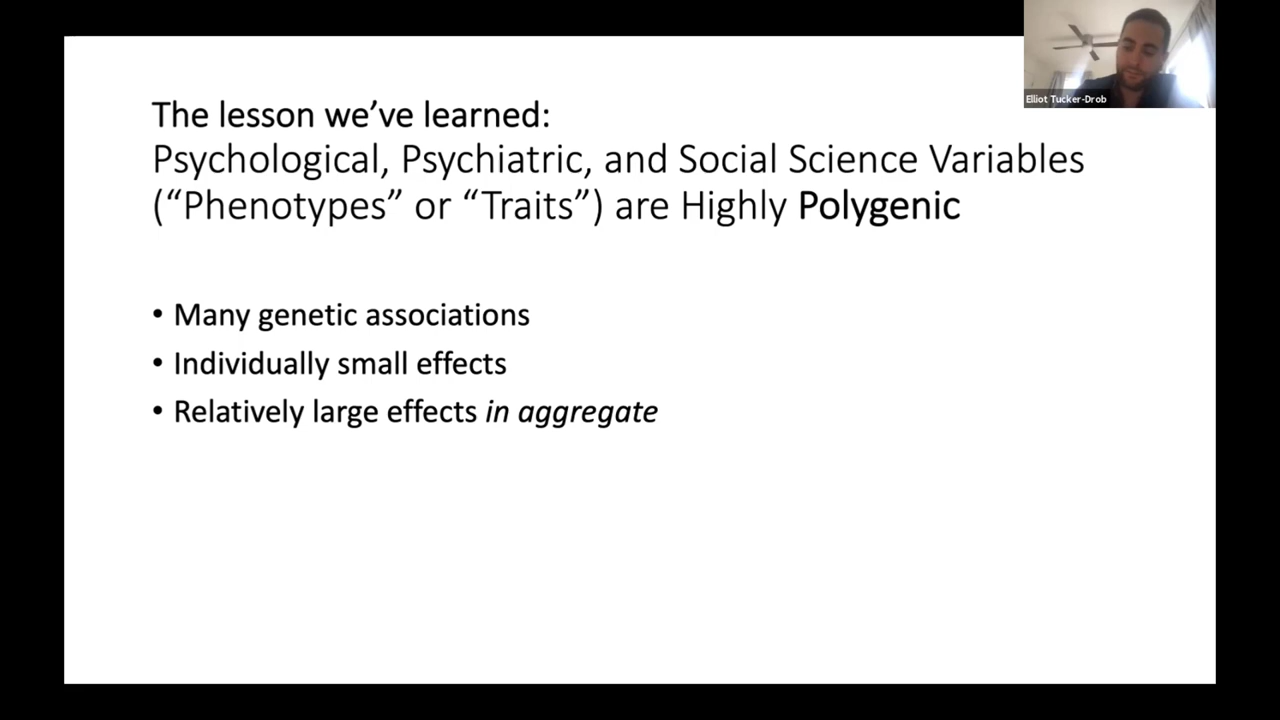 Elliot Tucker-Drob
The lesson we’ve learned:
Psychological, Psychiatric, and Social Science Variables
(“Phenotypes” or “Traits”) are Highly Polygenic
• Many genetic associations
• Individually small effects
• Relatively large effects in aggregate